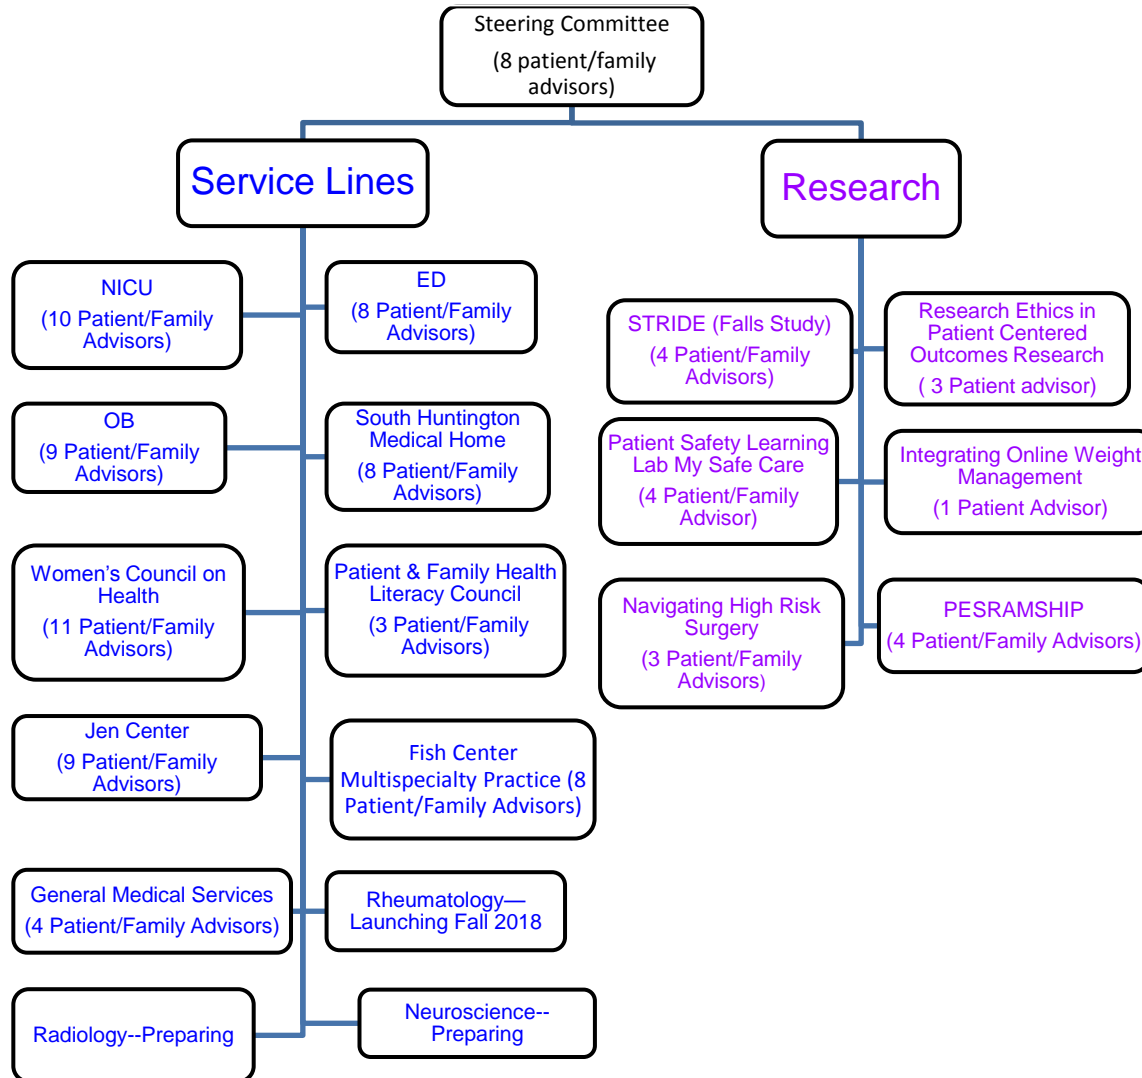 Steering Committee
(8 patient/family
advisors)
Service Lines
Research
NICU
(10 Patient/Family
Advisors)
ED
(8 Patient/Family
Advisors)
OB
(9 Patient/Family
Advisors)
South Huntington
Medical Home
(8 Patient/Family
Advisors)
Women's Council on
Health
(11 Patient/Family
Advisors)
Patient & Family Health
Literacy Council
(3 Patient/Family
Advisors)
Jen Center
(9 Patient/Family
Advisors)
Fish Center
Multispecialty Practice (8
Patient/Family Advisors)
General Medical Services
(4 Patient/Family Advisors)
Rheumatology—
Launching Fall 2018
Radiology--Preparing
Neuroscience--
Preparing
STRIDE (Falls Study)
(4 Patient/Family
Advisors)
Research Ethics in
Patient Centered
Outcomes Research
( 3 Patient advisor)
Patient Safety Learning
Lab My Safe Care
(4 Patient/Family
Advisor)
Integrating Online Weight
Management
(1 Patient Advisor)
Navigating High Risk
Surgery
(3 Patient/Family
Advisors)
PESRAMSHIP
(4 Patient/Family Advisors)